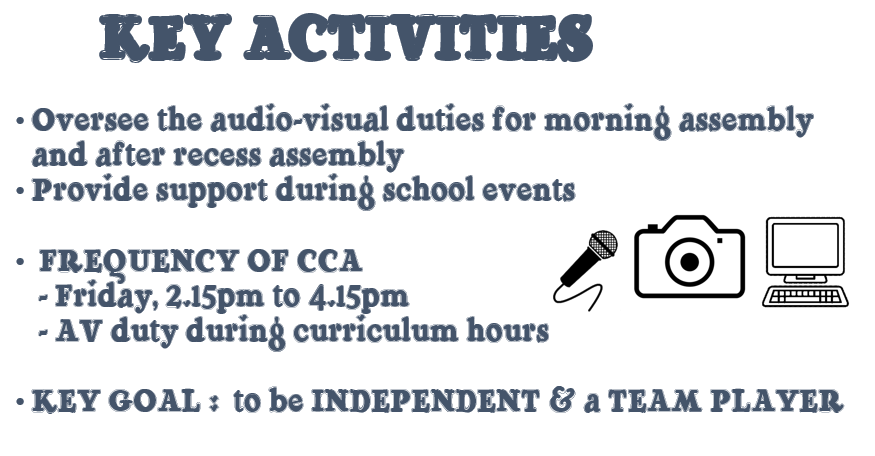 KEY ACTIVITIES
• Oversee the audio-visual duties for morning assembly
and after recess assembly
• Provide support during school events
• FREQUENCY OF CCA
- Friday, 2.15pm to 4.15pm
- AV duty during curriculum hours
• KEY GOAL : to be INDEPENDENT & a TEAM PLAYER